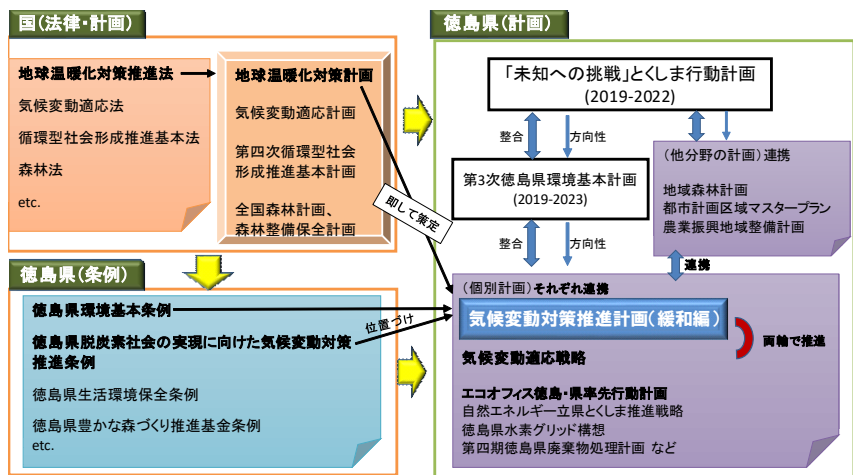 国(法律・計画)
地球温暖化対策推進法
気候変動適応法
循環型社会形成推進基本法
森林法
etc.
地球温暖化対策計画
気候変動適応計画
第四次循環型社会
形成推進基本計画
全国森林計画、
森林整備保全計画
徳島県(条例)
徳島県環境基本条例
徳島県脱炭素社会の実現に向けた気候変動対策
推進条例
徳島県生活環境保全条例
徳島県豊かな森づくり推進基金条例
etc.
即して策定
位置づけ
徳島県(計画)
「未知への挑戦」とくしま行動計画
(2019-2022)
整合
方向性
第3次徳島県環境基本計画
(2019-2023)
整合
方向性
(他分野の計画)連携
地域森林計画
都市計画区域マスタープラン
農業振興地域整備計画
連携
(個別計画)それぞれ連携
気候変動対策推進計画(緩和編)
気候変動適応戦略
両軸で推進
エコオフィス徳島・県率先行動計画
自然エネルギー立県とくしま推進戦略
徳島県水素グリッド構想
第四期徳島県廃棄物処理計画 など